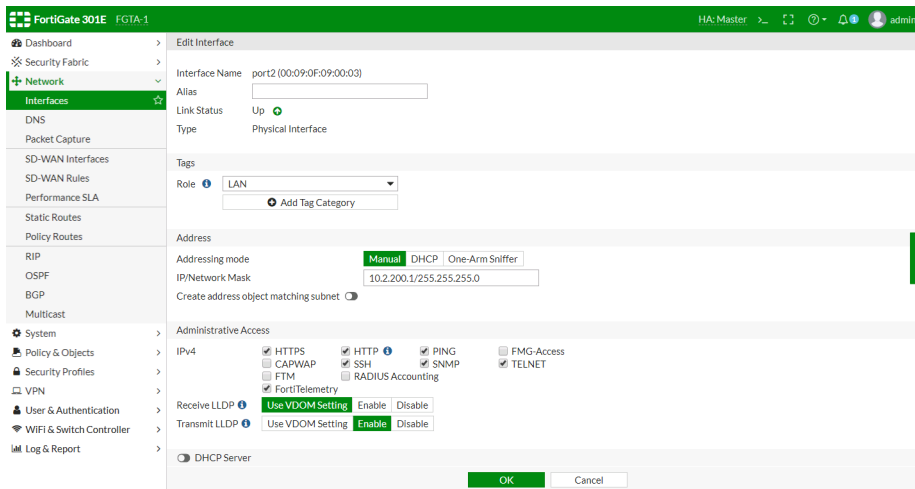 FortiGate 301E FGTA-1
HA: Master >_ 1 admin
Dashboard
Security Fabric
Network
Interfaces
DNS
Packet Capture
SD-WAN Interfaces
SD-WAN Rules
Performance SLA
Static Routes
Policy Routes
RIP
OSPF
BGP
Multicast
System
Policy & Objects
Security Profiles
VPN
User & Authentication
WiFi & Switch Controller
Log & Report
Edit Interface
Interface Name port2 (00:09:0F:09:00:03)
Alias
Link Status Up
Type Physical Interface
Tags
Role LAN
Add Tag Category
Address
Addressing mode Manual DHCP One-Arm Sniffer
IP/Network Mask 10.2.200.1/255.255.255.0
Create address object matching subnet
Administrative Access
IPv4 HTTPS HTTP PING FMG-Access
CAPWAP SSH SNMP TELNET
FTM RADIUS Accounting
FortiTelemetry
Receive LLDP Use VDOM Setting Enable Disable
Transmit LLDP Use VDOM Setting Enable Disable
DHCP Server
OK Cancel